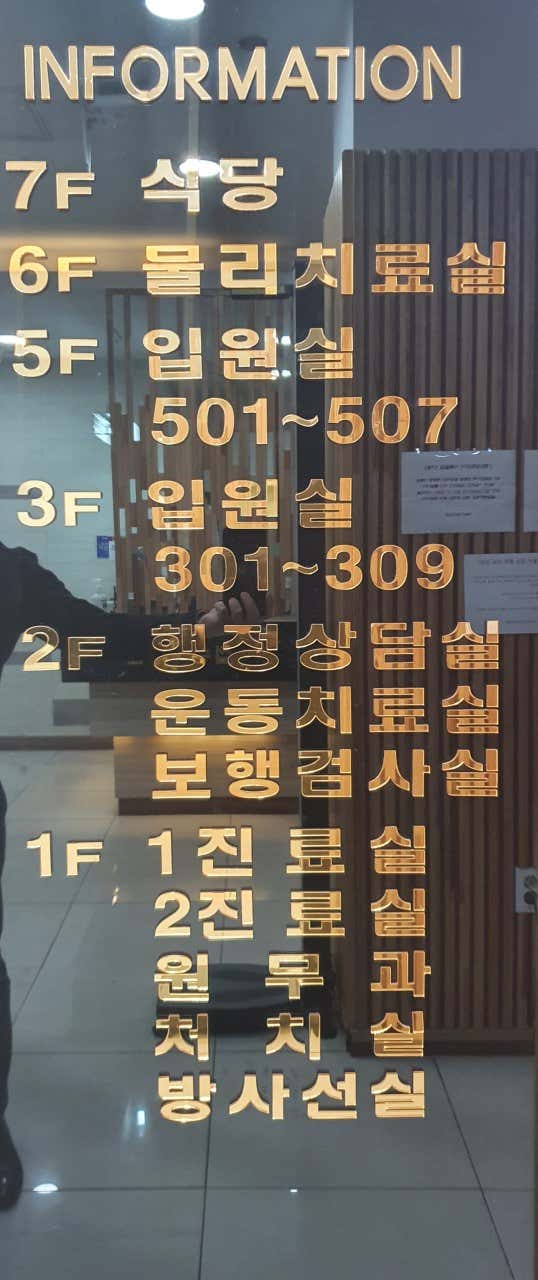 INFORMATION
7F 식당
6F 물리치료실
5F 입원실
501~507
3F 입원실
301~309
2F 행정상담실
운동치료실
보행검사실
1F 1진료실
2진료실
원무과
처치실
방사선실